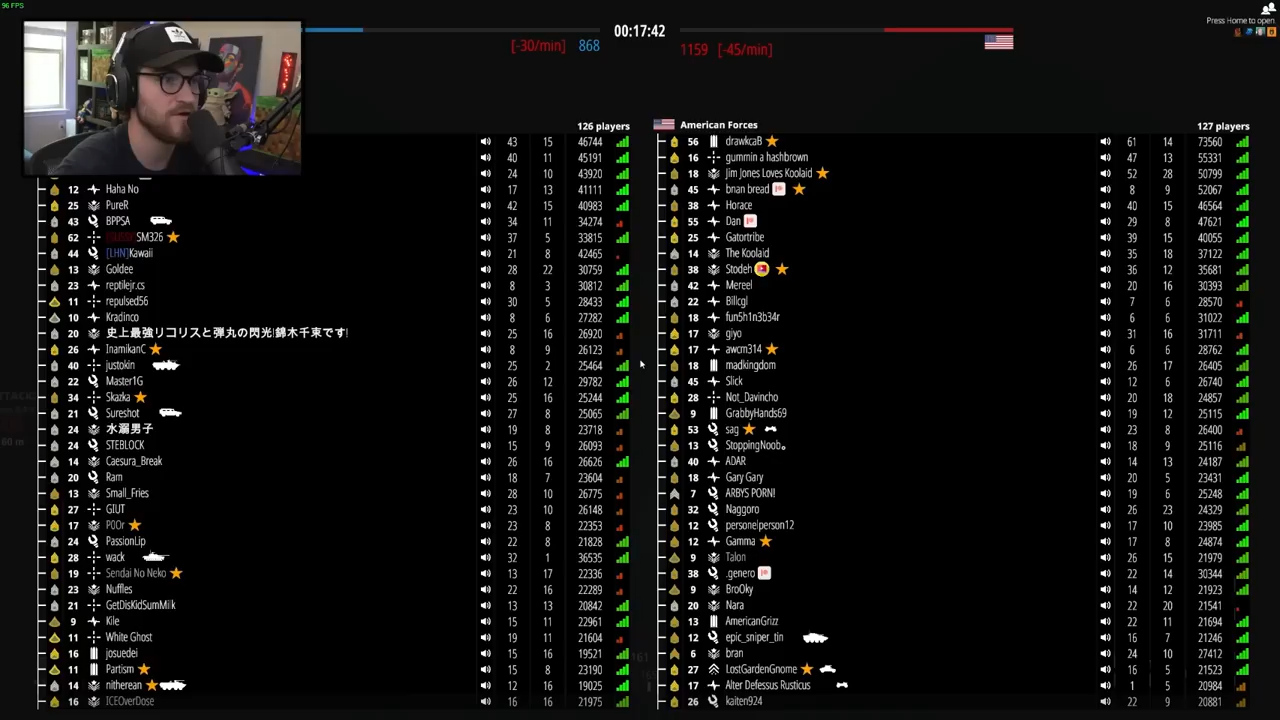 96 FPS
Press Home to open
[-30/min] 868 00:17:42 1159 [-45/min]
126 players
43 15 46744
40 11 45191
24 10 43920
12 Haha No 17 13 41111
25 PureR 42 15 40983
43 BPPSA 34 11 34274
62 SM326 37 5 33815
44 [LHN]Kawaii 21 8 42465
13 Goldee 28 22 30759
23 reptilejr.cs 8 3 30812
11 repulsed56 30 5 28433
10 Kradinco 8 6 27282
20 史上最強リコリスと弾丸の閃光!錦木千束です! 25 16 26920
26 InamikanC 8 9 26123
40 justokin 25 2 25464
22 Master1G 26 12 29782
34 Skazka 25 16 25244
21 Sureshot 27 8 25065
24 水溺男子 19 8 23718
24 STEBLOCK 15 9 26093
14 Caesura_Break 26 16 26626
20 Ram 18 7 23604
13 Small_Fries 28 10 26775
27 GIUT 23 10 26148
17 P0Or 23 8 22353
24 PassionLip 22 8 21828
28 wack 32 1 36535
19 Sendai No Neko 13 17 22336
23 Nuffles 22 16 22289
21 GetDisKidSumMilk 13 13 20842
9 Kile 15 11 22961
11 White Ghost 19 11 21604
16 josuedei 15 16 19521
11 Partism 15 8 23190
14 nitherean 12 16 19025
16 ICEOverDose 16 16 21975
American Forces 127 players
56 drawkcaB 61 14 73560
16 gummin a hashbrown 47 13 55331
18 Jim Jones Loves Koolaid 52 28 50799
45 bnan bread 8 9 52067
38 Horace 40 15 46564
55 Dan 29 8 47621
25 Gatortribe 39 15 40055
14 The Koolaid 35 18 37122
38 Stodeh 36 12 35681
42 Mereel 20 16 30393
22 Billcgl 7 6 28570
18 fun5h1n3b34r 6 6 31022
17 giyo 31 16 31711
17 awcm314 6 6 28762
18 madkingdom 26 17 26405
45 Slick 12 6 26740
28 Not_Davincho 20 18 24857
9 GrabbyHands69 19 12 25115
53 sag 23 8 26400
13 StoppingNoob。 18 9 25116
40 ADAR 14 13 24187
18 Gary Gary 20 5 23431
7 ARBYS PORN! 19 6 25248
32 Naggoro 26 23 24329
12 persone|person12 17 10 23985
12 Gamma 17 8 24874
9 Talon 26 15 21979
38 .genero 22 14 30344
9 BroOky 14 12 21923
20 Nara 22 20 21541
13 AmericanGrizz 22 11 21694
12 epic_sniper_tin 16 7 21246
6 bran 24 10 27412
27 LostGardenGnome 16 5 21523
17 Alter Defessus Rusticus 1 5 20984
26 kaiten924 22 9 20881